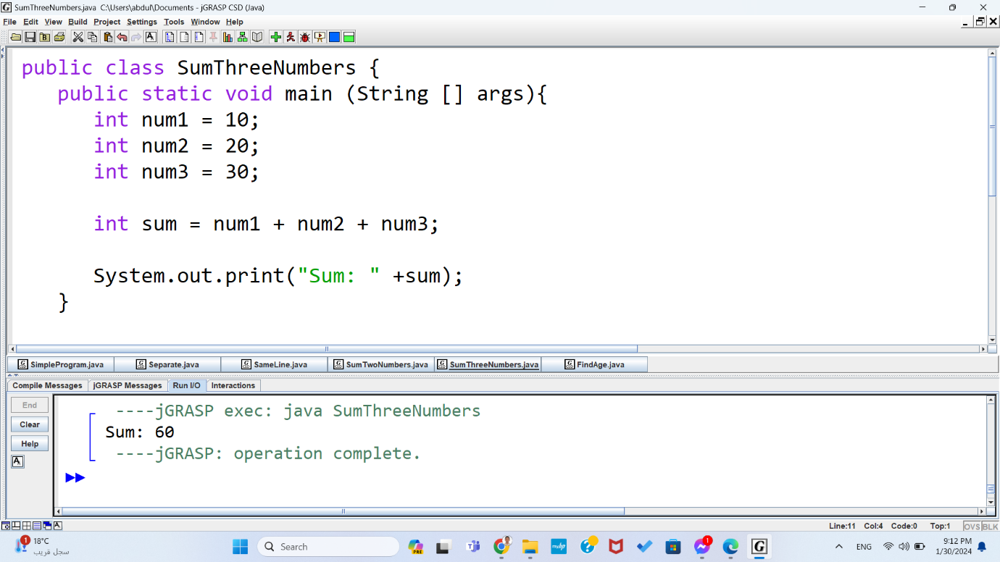 SumThreeNumbers.java C:\Users\abdul\Documents - jGRASP CSD (Java)
File Edit View Build Project Settings Tools Window Help
public class SumThreeNumbers {
public static void main (String [] args){
int num1 = 10;
int num2 = 20;
int num3 = 30;
int sum = num1 + num2 + num3;
System.out.print("Sum: " +sum);
}
SimpleProgram.java Separate.java SameLine.java SumTwoNumbers.java SumThreeNumbers.java FindAge.java
Compile Messages jGRASP Messages Run I/O Interactions
End
Clear
Help
----jGRASP exec: java SumThreeNumbers
Sum: 60
----jGRASP: operation complete.
Line:11 Col:4 Code:0 Top:1 OVS BLK
1 18°C
سجل قريب
Search
PRE
myhp
1
ENG
9:12 PM
1/30/2024